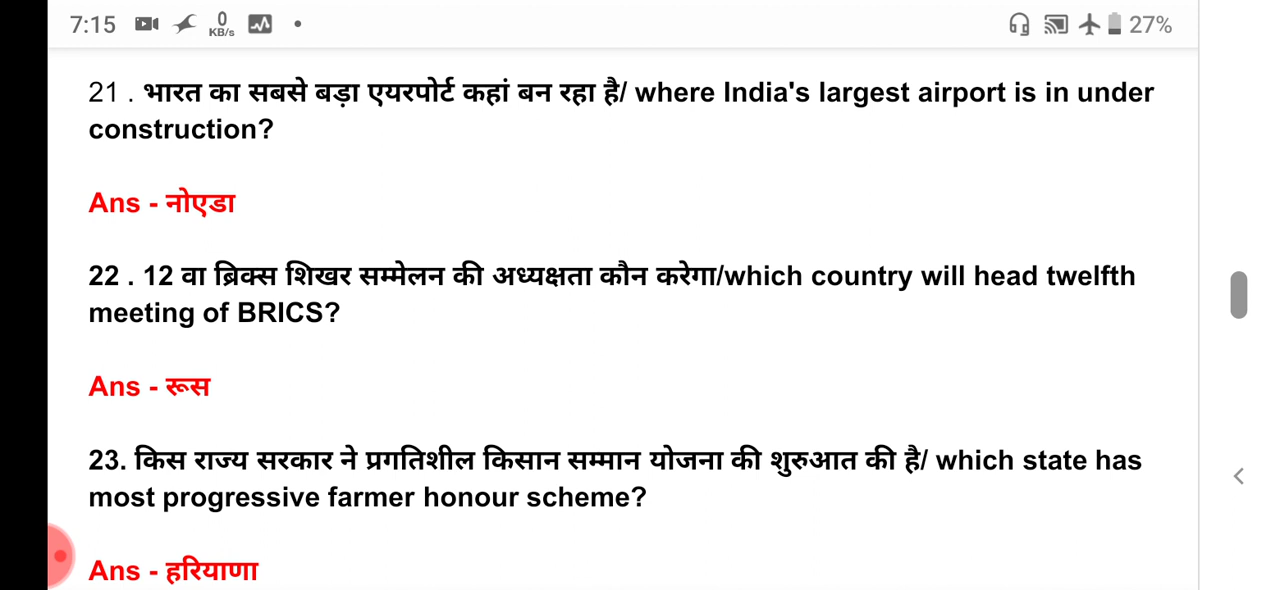 7:15 0 KB/s 27%
21 . भारत का सबसे बड़ा एयरपोर्ट कहां बन रहा है/ where India's largest airport is in under
construction?
Ans - नोएडा
22 . 12 वा ब्रिक्स शिखर सम्मेलन की अध्यक्षता कौन करेगा/which country will head twelfth
meeting of BRICS?
Ans - रूस
23. किस राज्य सरकार ने प्रगतिशील किसान सम्मान योजना की शुरुआत की है/ which state has
most progressive farmer honour scheme?
Ans - हरियाणा